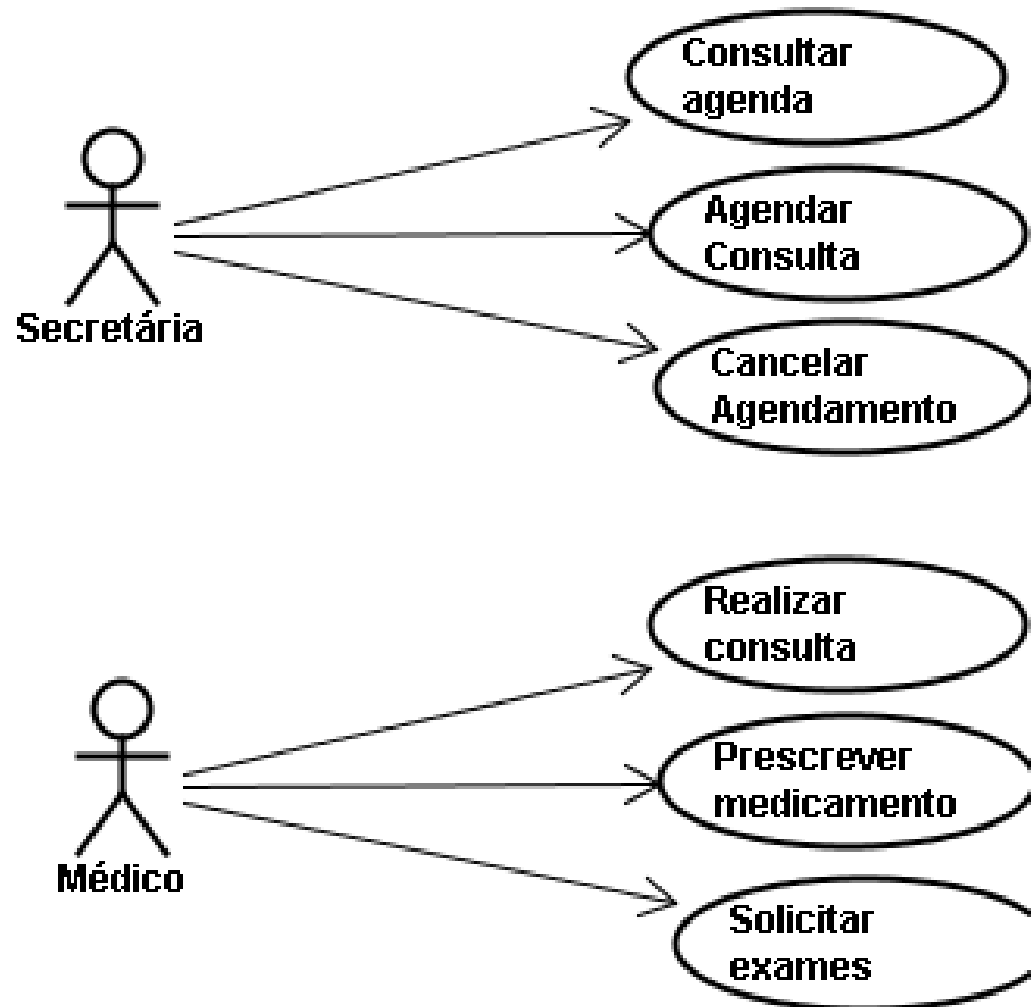 Consultar
agenda
Agendar
Consulta
Secretária
Cancelar
Agendamento
Realizar
consulta
Prescrever
medicamento
Médico
Solicitar
exames